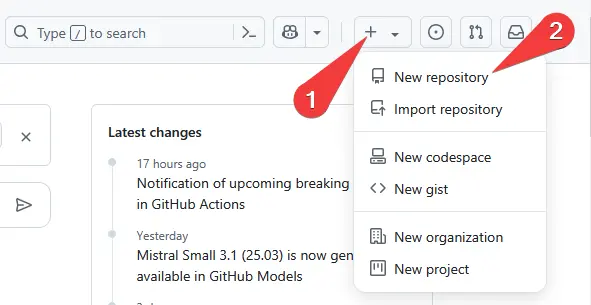 Type / to search
1
2
New repository
Import repository
New codespace
New gist
New organization
New project
Latest changes
17 hours ago
Notification of upcoming breaking
in GitHub Actions
Yesterday
Mistral Small 3.1 (25.03) is now gen
available in GitHub Models